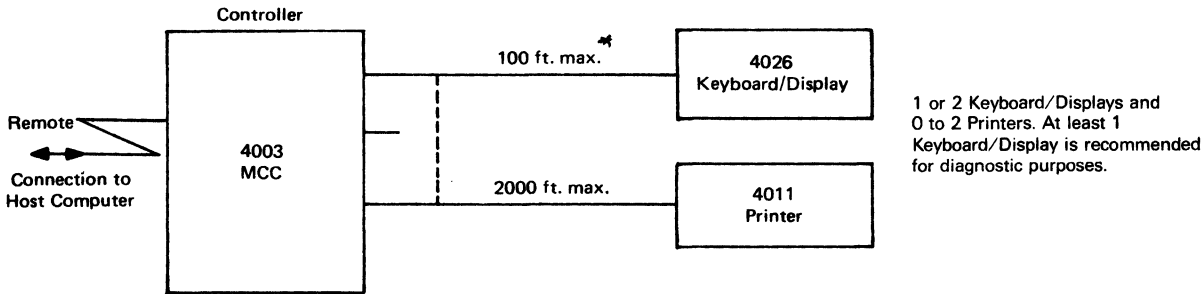 Controller
100 ft. max.*
4026
Keyboard/Display
1 or 2 Keyboard/Displays and
0 to 2 Printers. At least 1
Keyboard/Display is recommended
for diagnostic purposes.
Remote
4003
MCC
Connection to
Host Computer
2000 ft. max.
4011
Printer